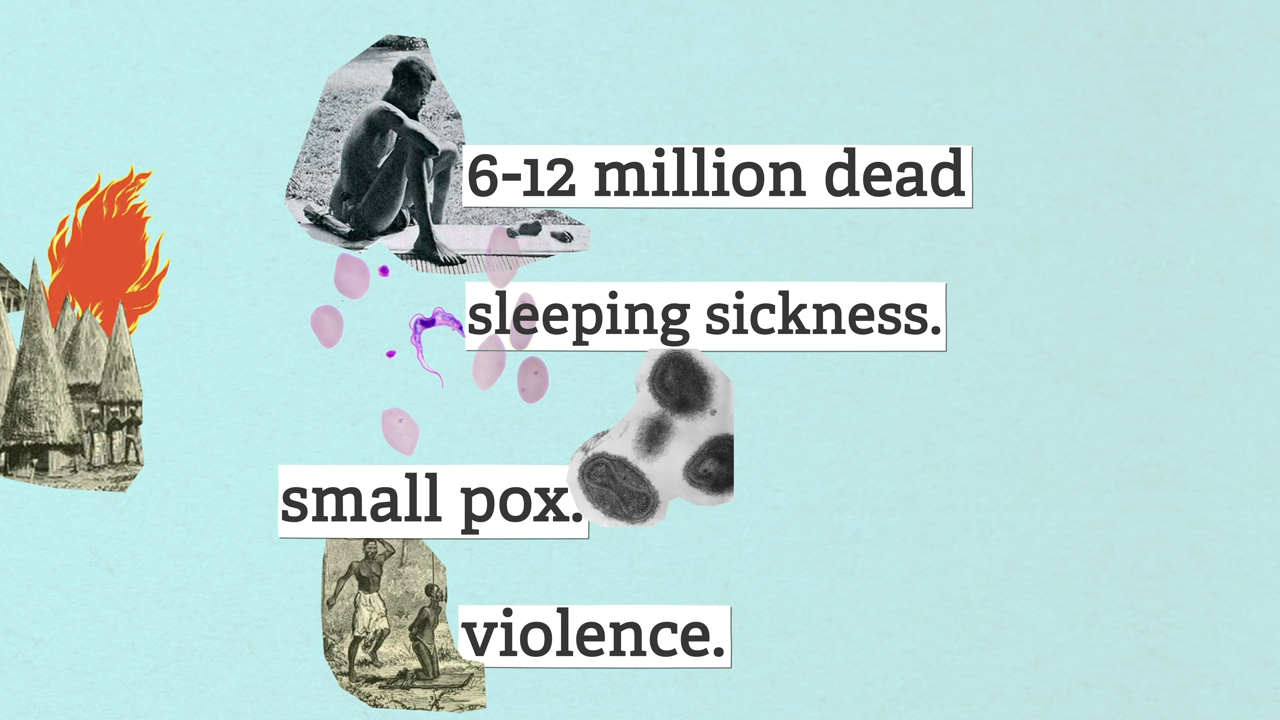 6-12 million dead
sleeping sickness.
small pox.
violence.